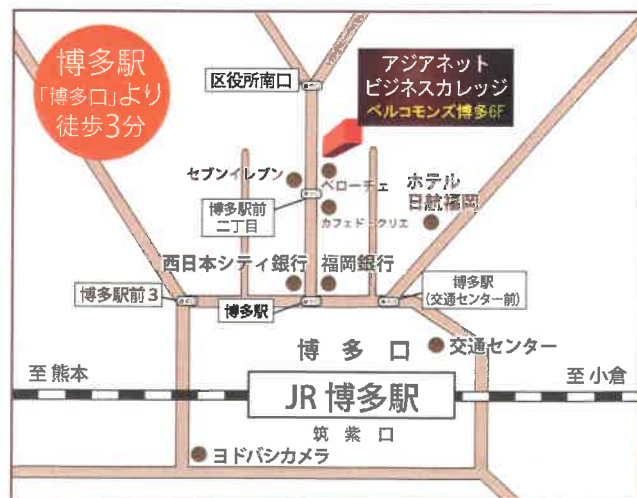 博多駅
「博多口」より
徒歩3分
区役所南口
アジアネット
ビジネスカレッジ
ベルコモンズ博多6F
セブンイレブン
ベローチェ
ホテル
日航福岡
博多駅前
二丁目
カフェド・クリエ
西日本シティ銀行
福岡銀行
博多駅前3
博多駅
博多駅
(交通センター前)
博多口
交通センター
至 熊本
JR 博多駅
至 小倉
筑紫口
ヨドバシカメラ